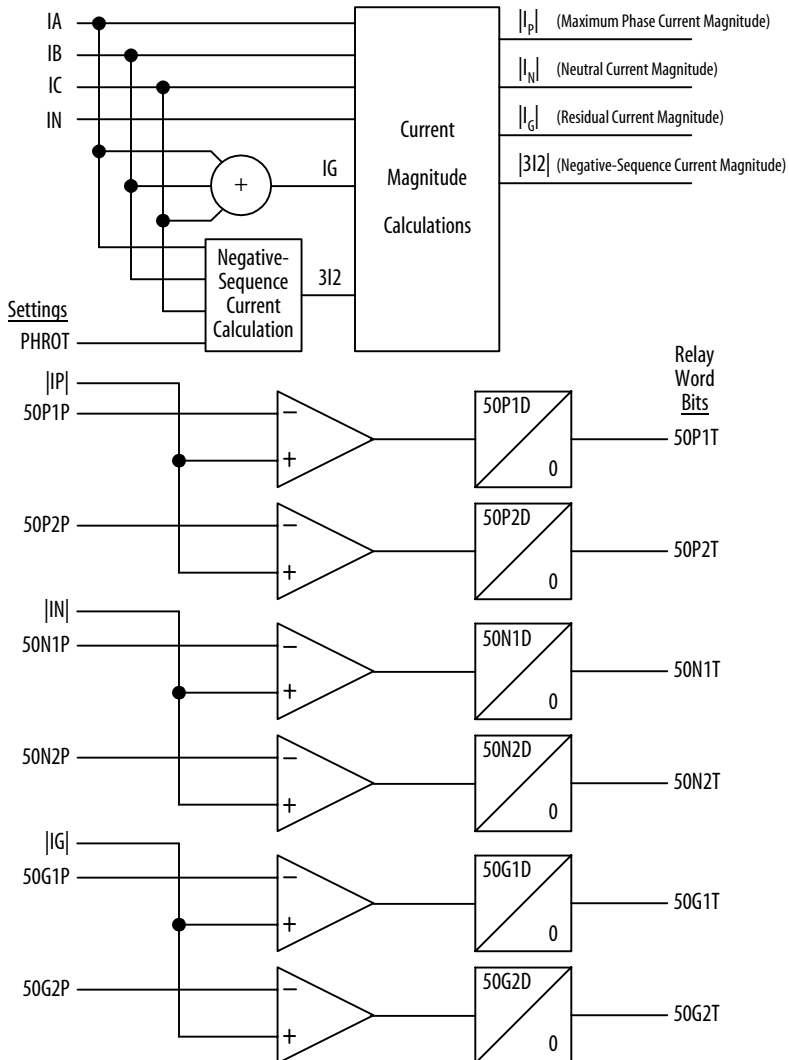 IA
IB
IC
IN
+
IG
Negative-
Sequence
Current
Calculation
3I2
Settings
PHROT
Current
Magnitude
Calculations
|I_P| (Maximum Phase Current Magnitude)
|I_N| (Neutral Current Magnitude)
|I_G| (Residual Current Magnitude)
|3I2| (Negative-Sequence Current Magnitude)
Relay
Word
Bits
|IP|
50P1P
−
+
50P1D
0
50P1T
50P2P
−
+
50P2D
0
50P2T
|IN|
50N1P
−
+
50N1D
0
50N1T
50N2P
−
+
50N2D
0
50N2T
|IG|
50G1P
−
+
50G1D
0
50G1T
50G2P
−
+
50G2D
0
50G2T